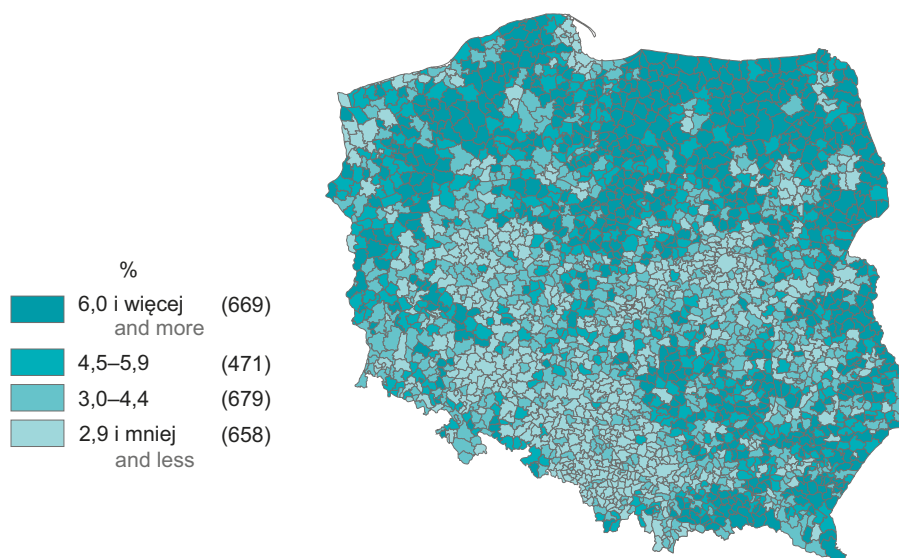 %
6,0 i więcej (669)
and more
4,5–5,9 (471)
3,0–4,4 (679)
2,9 i mniej (658)
and less